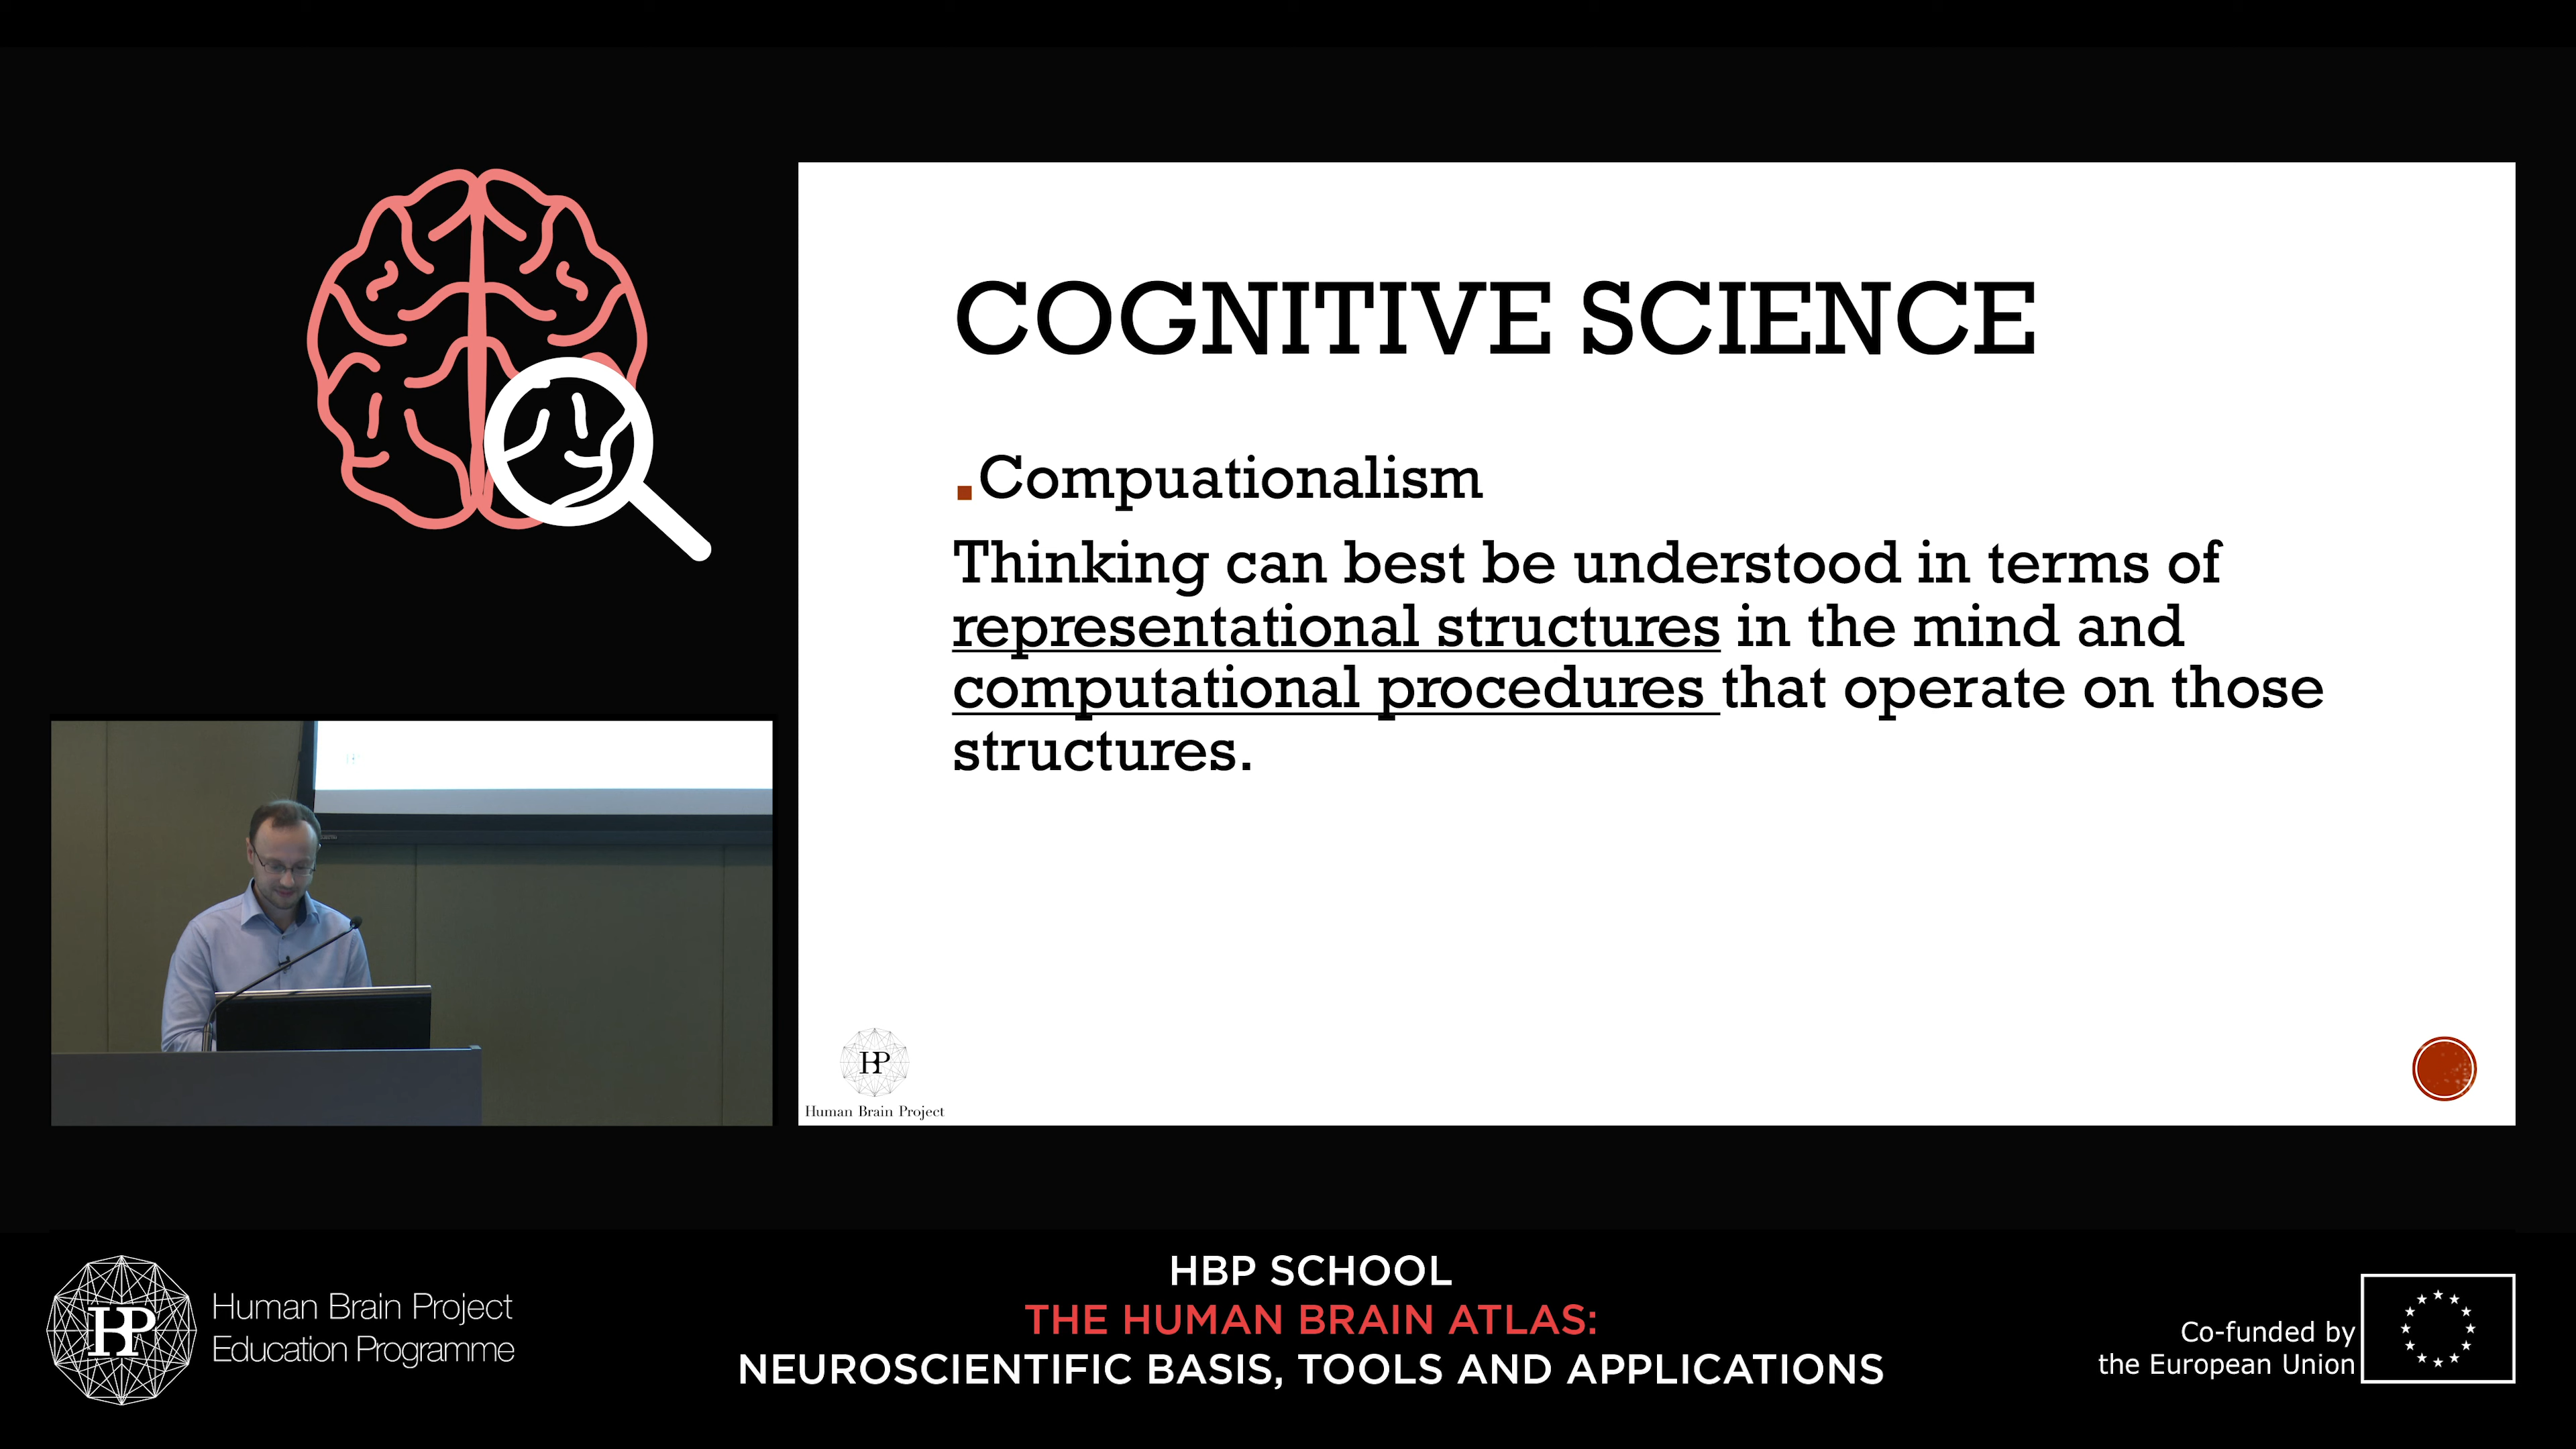 COGNITIVE SCIENCE
Compuationalism
Thinking can best be understood in terms of
representational structures in the mind and
computational procedures that operate on those
structures.
HP
Human Brain Project
HBP
Human Brain Project
Education Programme
HBP SCHOOL
THE HUMAN BRAIN ATLAS:
NEUROSCIENTIFIC BASIS, TOOLS AND APPLICATIONS
Co-funded by
the European Union